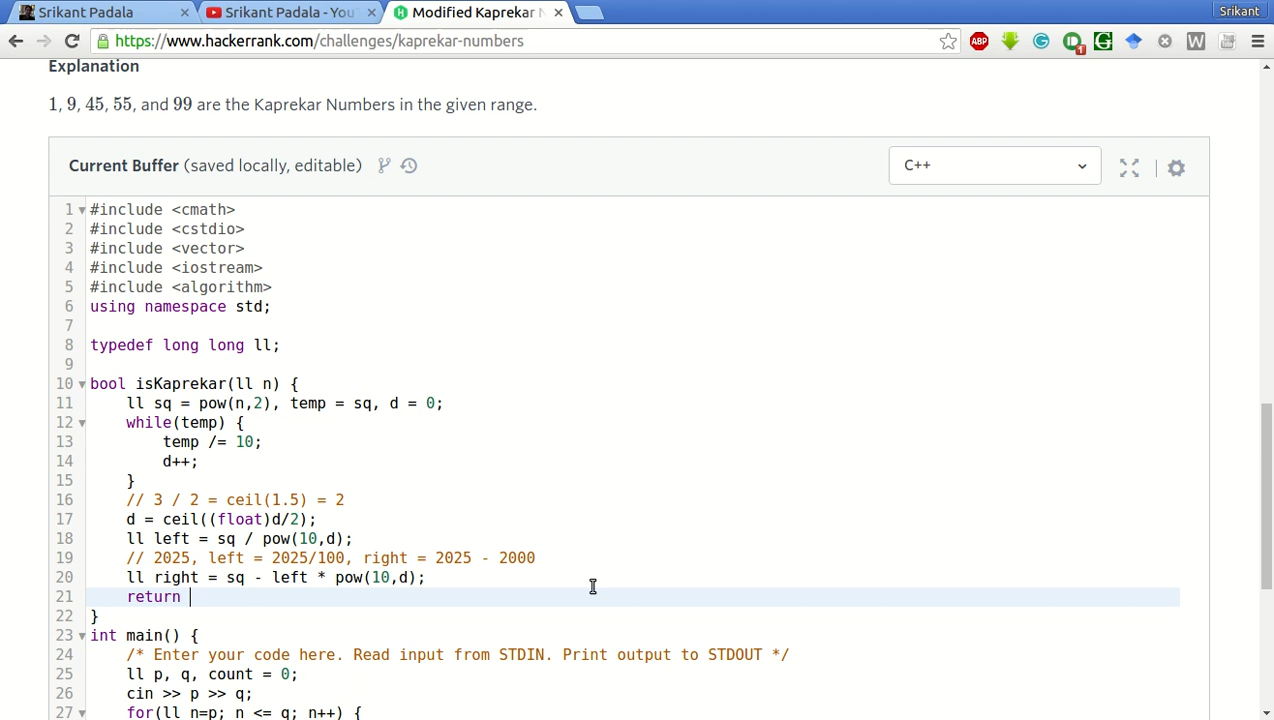 Srikant Padala
Srikant Padala - You
Modified Kaprekar N
Srikant
https://www.hackerrank.com/challenges/kaprekar-numbers
ABP
1
G
W
Explanation
1, 9, 45, 55, and 99 are the Kaprekar Numbers in the given range.
Current Buffer (saved locally, editable)
C++
1 #include <cmath>
2 #include <cstdio>
3 #include <vector>
4 #include <iostream>
5 #include <algorithm>
6 using namespace std;
7
8 typedef long long ll;
9
10 bool isKaprekar(ll n) {
11     ll sq = pow(n,2), temp = sq, d = 0;
12     while(temp) {
13         temp /= 10;
14         d++;
15     }
16     // 3 / 2 = ceil(1.5) = 2
17     d = ceil((float)d/2);
18     ll left = sq / pow(10,d);
19     // 2025, left = 2025/100, right = 2025 - 2000
20     ll right = sq - left * pow(10,d);
21     return
22 }
23 int main() {
24     /* Enter your code here. Read input from STDIN. Print output to STDOUT */
25     ll p, q, count = 0;
26     cin >> p >> q;
27     for(ll n=p; n <= q; n++) {